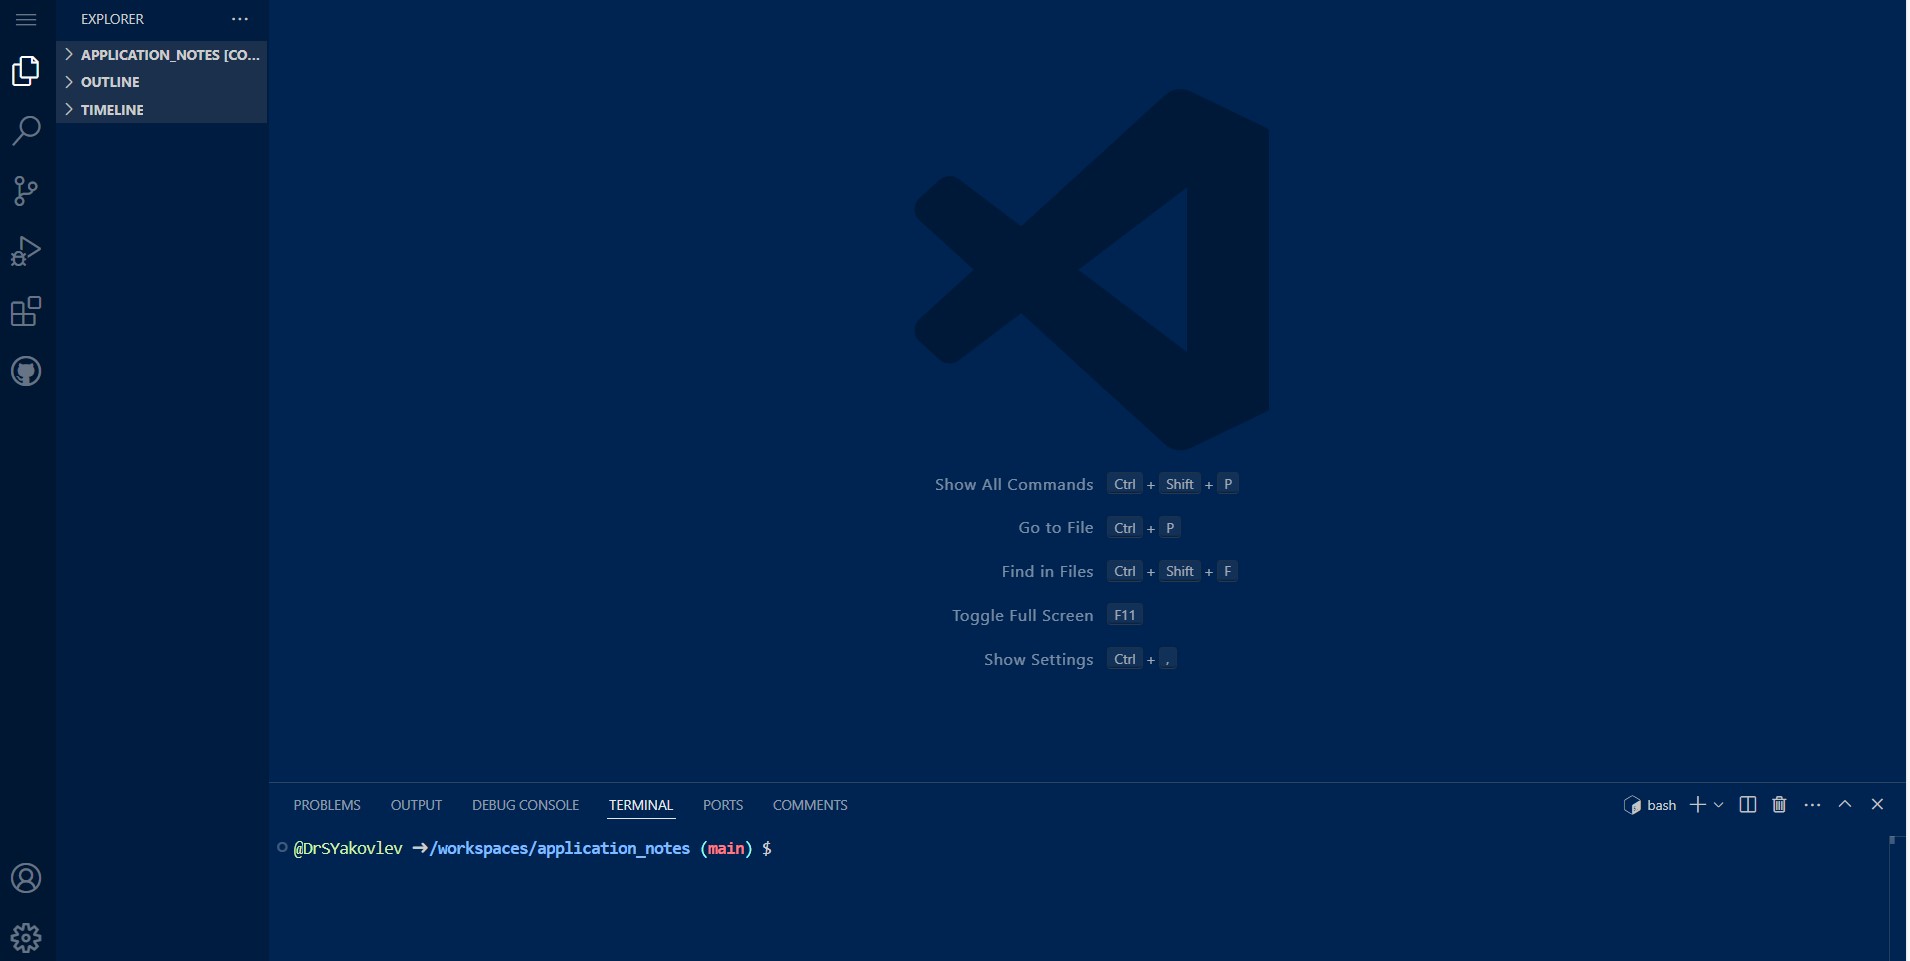 EXPLORER
APPLICATION_NOTES [CO...
OUTLINE
TIMELINE
Show All Commands Ctrl + Shift + P
Go to File Ctrl + P
Find in Files Ctrl + Shift + F
Toggle Full Screen F11
Show Settings Ctrl + ,
PROBLEMS OUTPUT DEBUG CONSOLE TERMINAL PORTS COMMENTS bash
@DrSYakovlev ➜/workspaces/application_notes (main) $